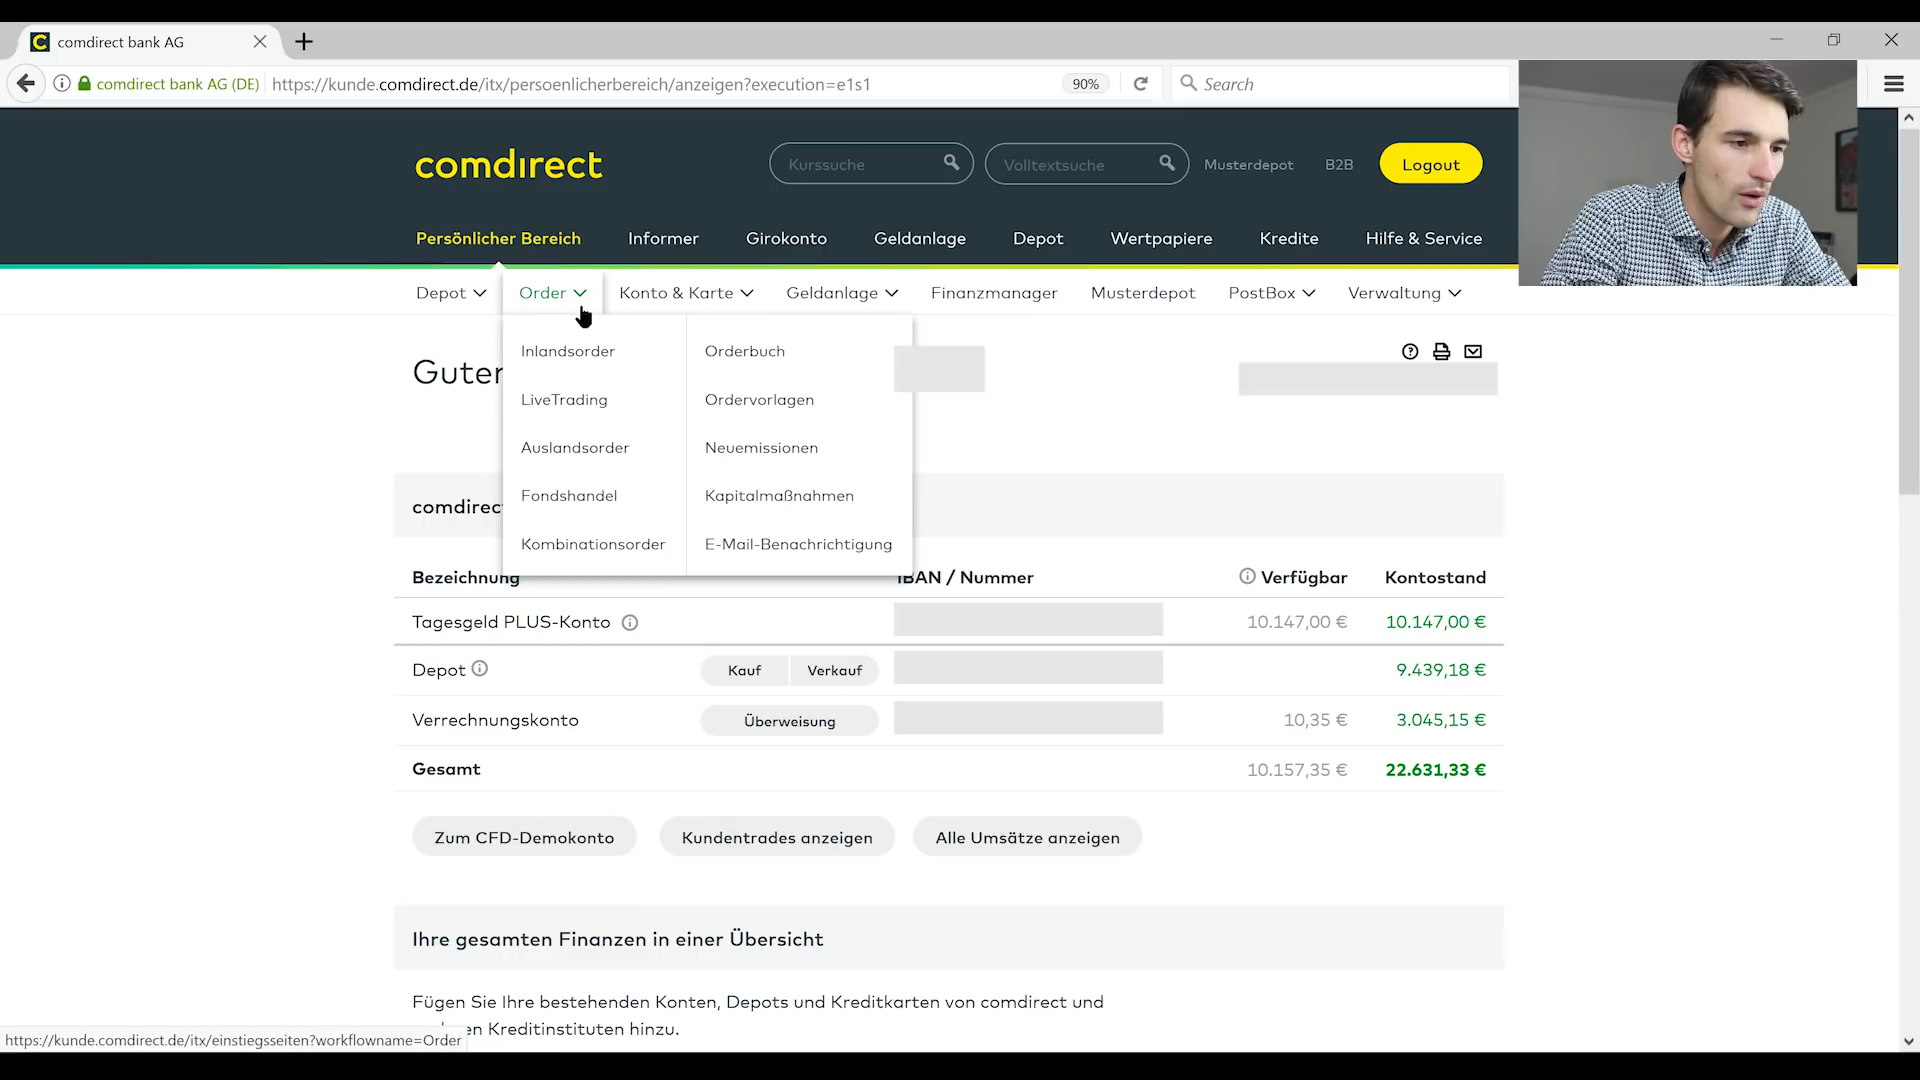 comdirect bank AG
comdirect bank AG (DE)
https://kunde.comdirect.de/itx/persoenlicherbereich/anzeigen?execution=e1s1
90%
Search
comdirect
Kurssuche
Volltextsuche
Musterdepot
B2B
Logout
Persönlicher Bereich
Informer
Girokonto
Geldanlage
Depot
Wertpapiere
Kredite
Hilfe & Service
Depot
Order
Konto & Karte
Geldanlage
Finanzmanager
Musterdepot
PostBox
Verwaltung
Inlandsorder
Orderbuch
LiveTrading
Ordervorlagen
Auslandsorder
Neuemissionen
Fondshandel
Kapitalmaßnahmen
Kombinationsorder
E-Mail-Benachrichtigung
Guten
comdirec
Bezeichnung
IBAN / Nummer
Verfügbar
Kontostand
Tagesgeld PLUS-Konto
10.147,00 €
10.147,00 €
Depot
Kauf
Verkauf
9.439,18 €
Verrechnungskonto
Überweisung
10,35 €
3.045,15 €
Gesamt
10.157,35 €
22.631,33 €
Zum CFD-Demokonto
Kundentrades anzeigen
Alle Umsätze anzeigen
Ihre gesamten Finanzen in einer Übersicht
Fügen Sie Ihre bestehenden Konten, Depots und Kreditkarten von comdirect und
en Kreditinstituten hinzu.
https://kunde.comdirect.de/itx/einstiegsseiten?workflowname=Order